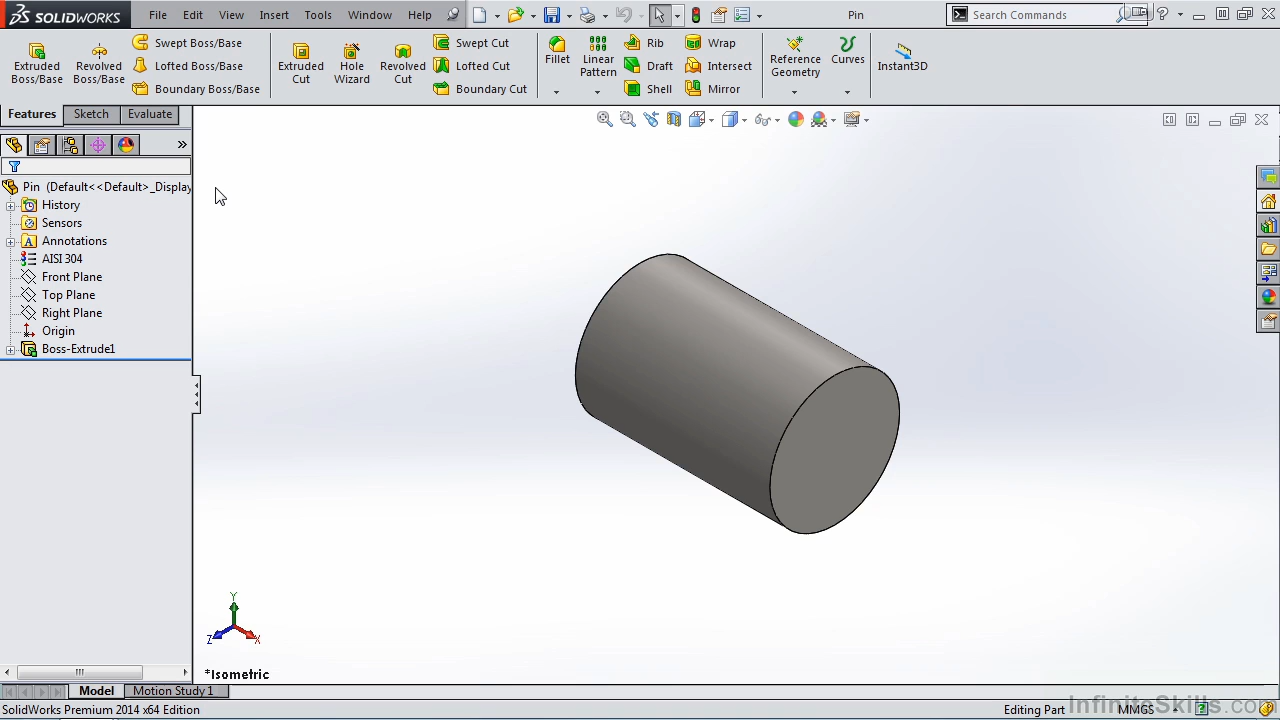 SOLIDWORKS File Edit View Insert Tools Window Help Pin Search Commands
Extruded Boss/Base
Revolved Boss/Base
Swept Boss/Base
Lofted Boss/Base
Boundary Boss/Base
Extruded Cut
Hole Wizard
Revolved Cut
Swept Cut
Lofted Cut
Boundary Cut
Fillet
Linear Pattern
Rib
Draft
Shell
Wrap
Intersect
Mirror
Reference Geometry
Curves
Instant3D
Features Sketch Evaluate
Pin (Default<<Default>_Display
History
Sensors
Annotations
AISI 304
Front Plane
Top Plane
Right Plane
Origin
Boss-Extrude1
Y
Z X
*Isometric
Model Motion Study 1
InfiniteSkills.com
SolidWorks Premium 2014 x64 Edition Editing Part MMGS